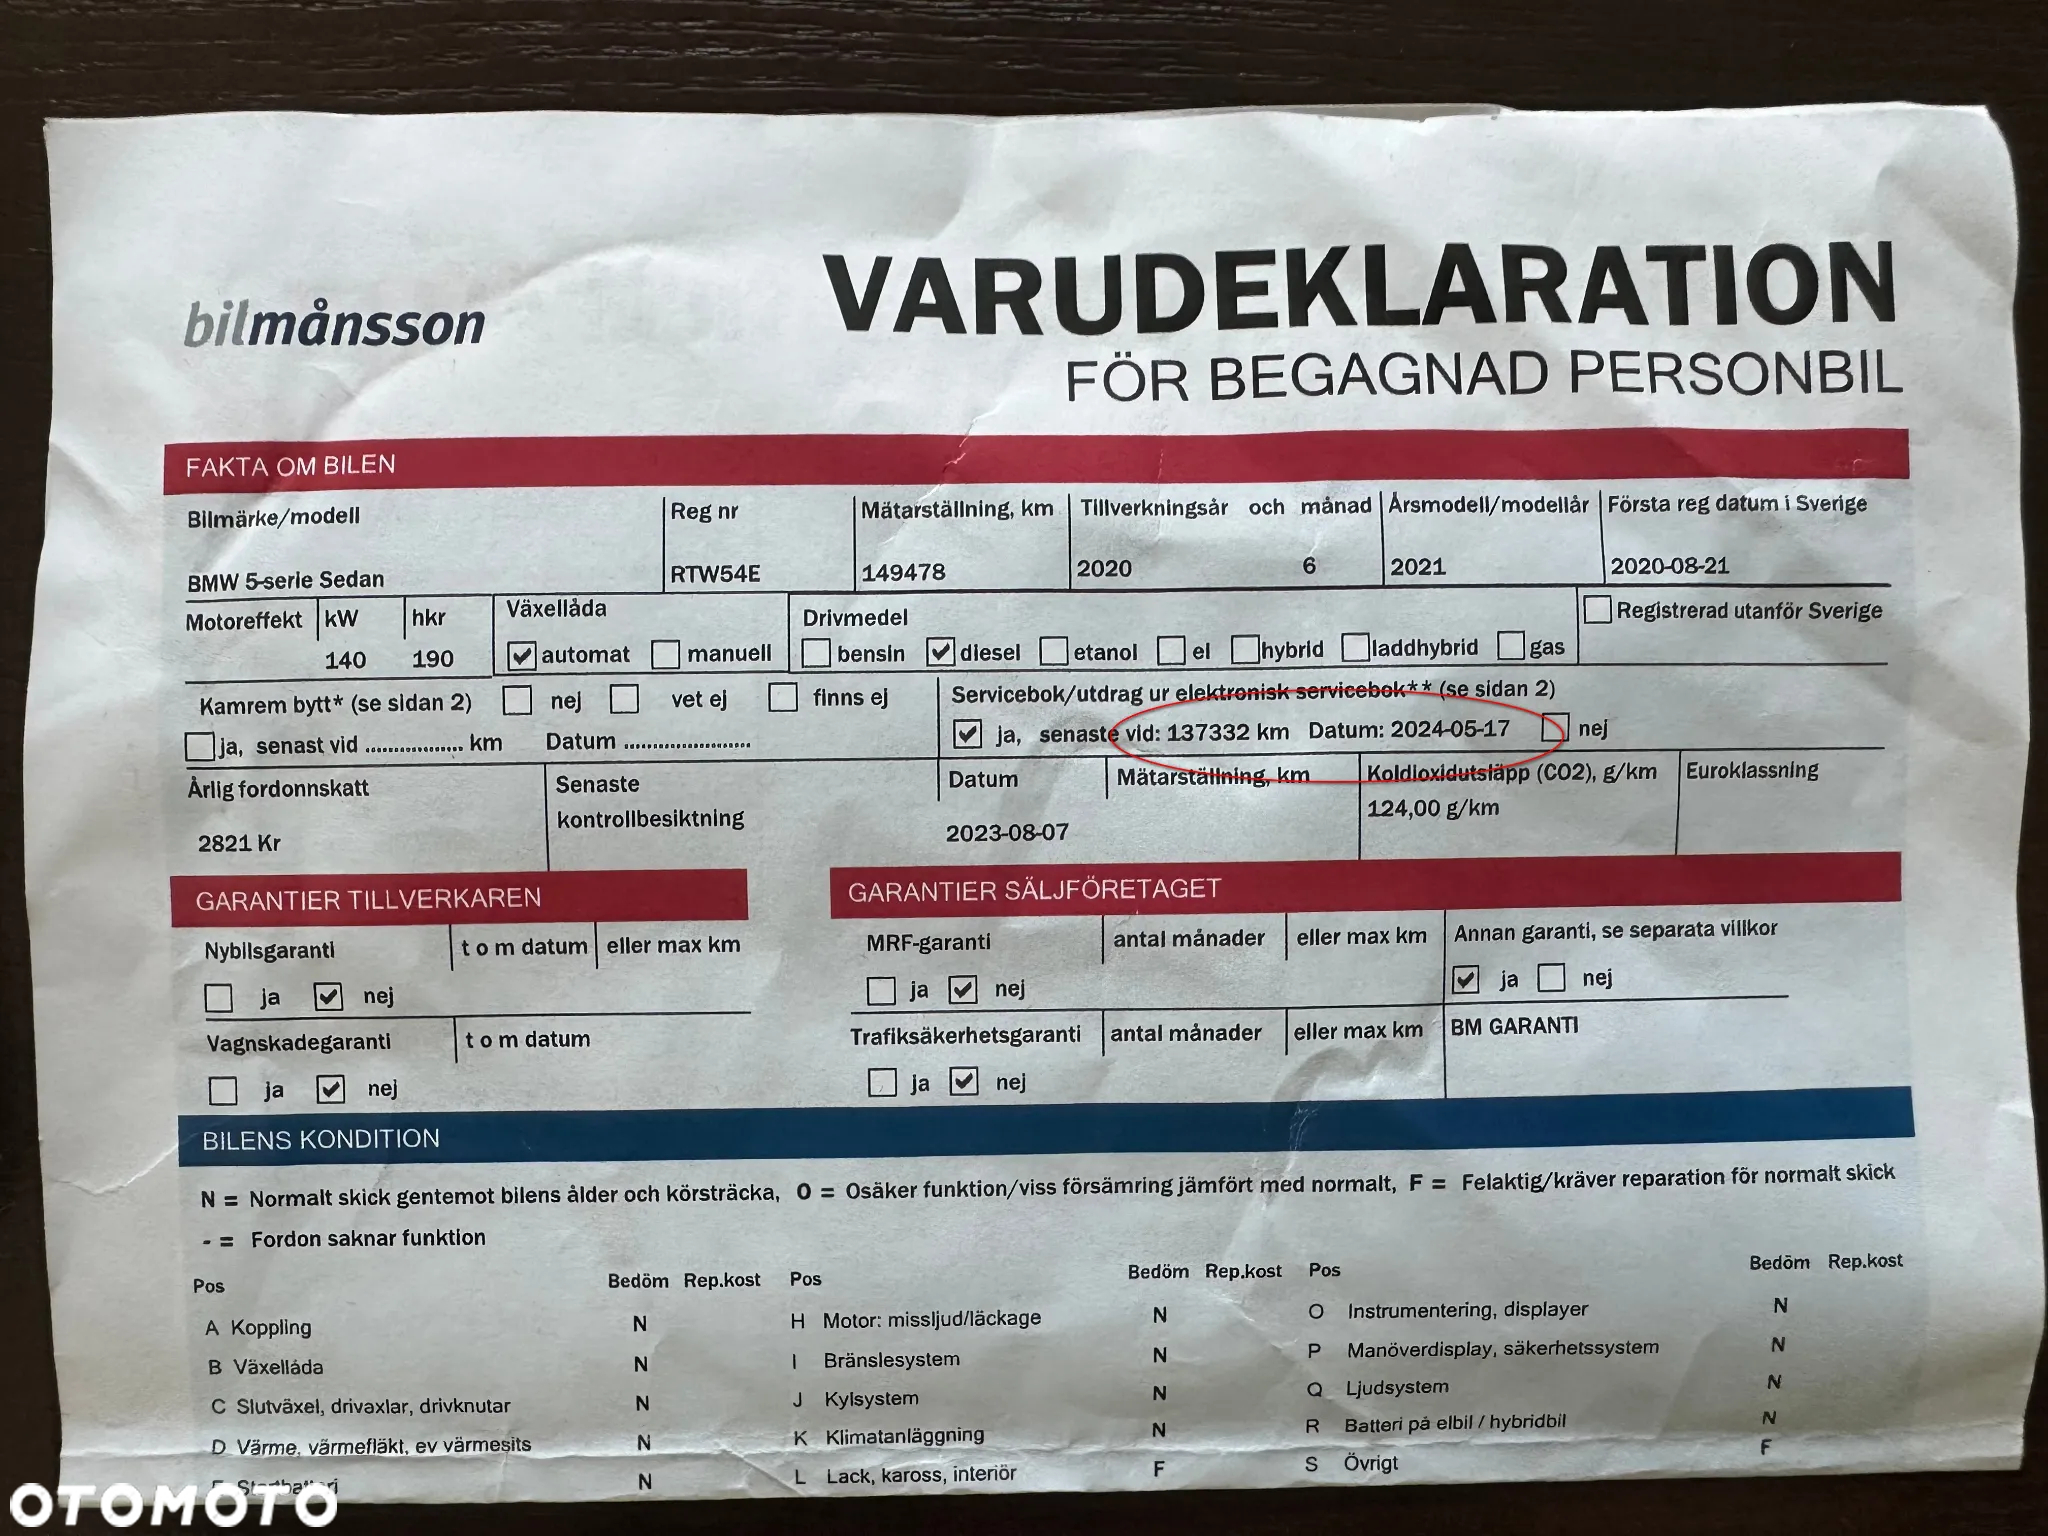 VARUDEKLARATION
bilmånsson
FÖR BEGAGNAD PERSONBIL
FAKTA OM BILEN
Bilmärke/modell Reg nr Mätarställning, km Tillverkningsår och månad Årsmodell/modellår Första reg datum i Sverige
BMW 5-serie Sedan RTW54E 149478 2020 6 2021 2020-08-21
Motoreffekt kW hkr Växellåda Drivmedel Registrerad utanför Sverige
140 190 automat manuell bensin diesel etanol el hybrid laddhybrid gas
Kamrem bytt* (se sidan 2) nej vet ej finns ej Servicebok/utdrag ur elektronisk servicebok** (se sidan 2)
ja, senast vid .................. km Datum ....................... ja, senaste vid: 137332 km Datum: 2024-05-17 nej
Årlig fordonnskatt Senaste Datum Mätarställning, km Koldioxidutsläpp (CO2), g/km Euroklassning
kontrollbesiktning 124,00 g/km
2821 Kr 2023-08-07
GARANTIER TILLVERKAREN GARANTIER SÄLJFÖRETAGET
Nybilsgaranti t o m datum eller max km MRF-garanti antal månader eller max km Annan garanti, se separata villkor
ja nej ja nej ja nej
Vagnskadegaranti t o m datum Trafiksäkerhetsgaranti antal månader eller max km BM GARANTI
ja nej ja nej
BILENS KONDITION
N = Normalt skick gentemot bilens ålder och körsträcka, O = Osäker funktion/viss försämring jämfört med normalt, F = Felaktig/kräver reparation för normalt skick
- = Fordon saknar funktion
Pos Bedöm Rep.kost Pos Bedöm Rep.kost Pos Bedöm Rep.kost
A Koppling N H Motor: missljud/läckage N O Instrumentering, displayer N
B Växellåda N I Bränslesystem N P Manöverdisplay, säkerhetssystem N
C Slutväxel, drivaxlar, drivknutar N J Kylsystem N Q Ljudsystem N
D Värme, värmefläkt, ev värmesits N K Klimatanläggning N R Batteri på elbil / hybridbil N
E Startbatteri N L Lack, kaross, interiör F S Övrigt F
OTOMOTO